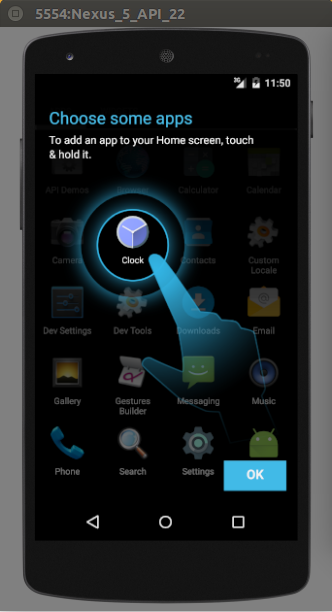 5554:Nexus_5_API_22
3G 11:50
Choose some apps
To add an app to your Home screen, touch
& hold it.
API Demos
Calculator
Calendar
Camera
Clock
Contacts
Custom
Locale
Dev Settings
Dev Tools
Downloads
Email
Gallery
Gestures
Builder
Messaging
Music
Phone
Search
Settings
OK